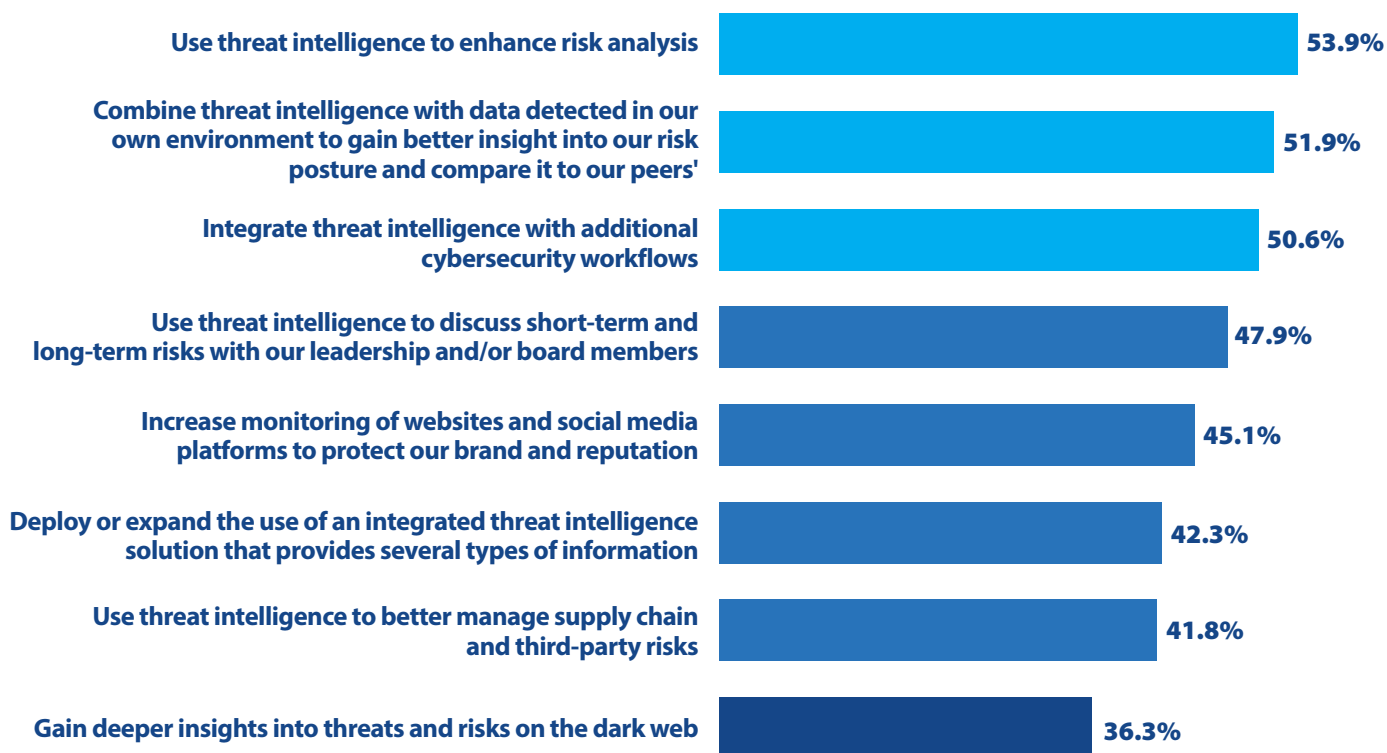 Use threat intelligence to enhance risk analysis
53.9%
Combine threat intelligence with data detected in our
own environment to gain better insight into our risk
posture and compare it to our peers'
51.9%
Integrate threat intelligence with additional
cybersecurity workflows
50.6%
Use threat intelligence to discuss short-term and
long-term risks with our leadership and/or board members
47.9%
Increase monitoring of websites and social media
platforms to protect our brand and reputation
45.1%
Deploy or expand the use of an integrated threat intelligence
solution that provides several types of information
42.3%
Use threat intelligence to better manage supply chain
and third-party risks
41.8%
Gain deeper insights into threats and risks on the dark web
36.3%